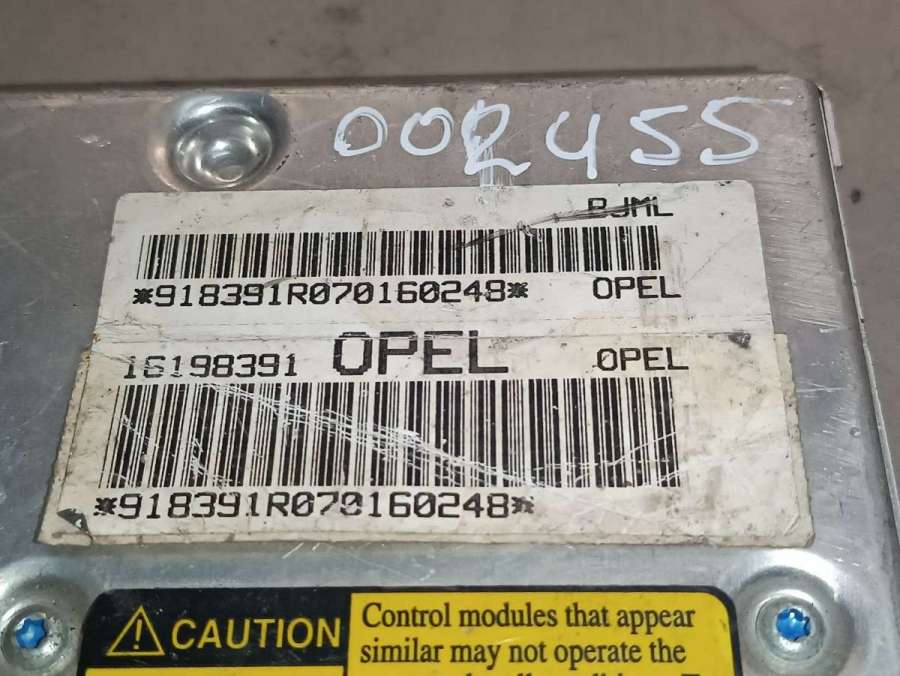 002455
BJML
*918391R070160248* OPEL
16198391 OPEL OPEL
*918391R070160248*
CAUTION
Control modules that appear
similar may not operate the